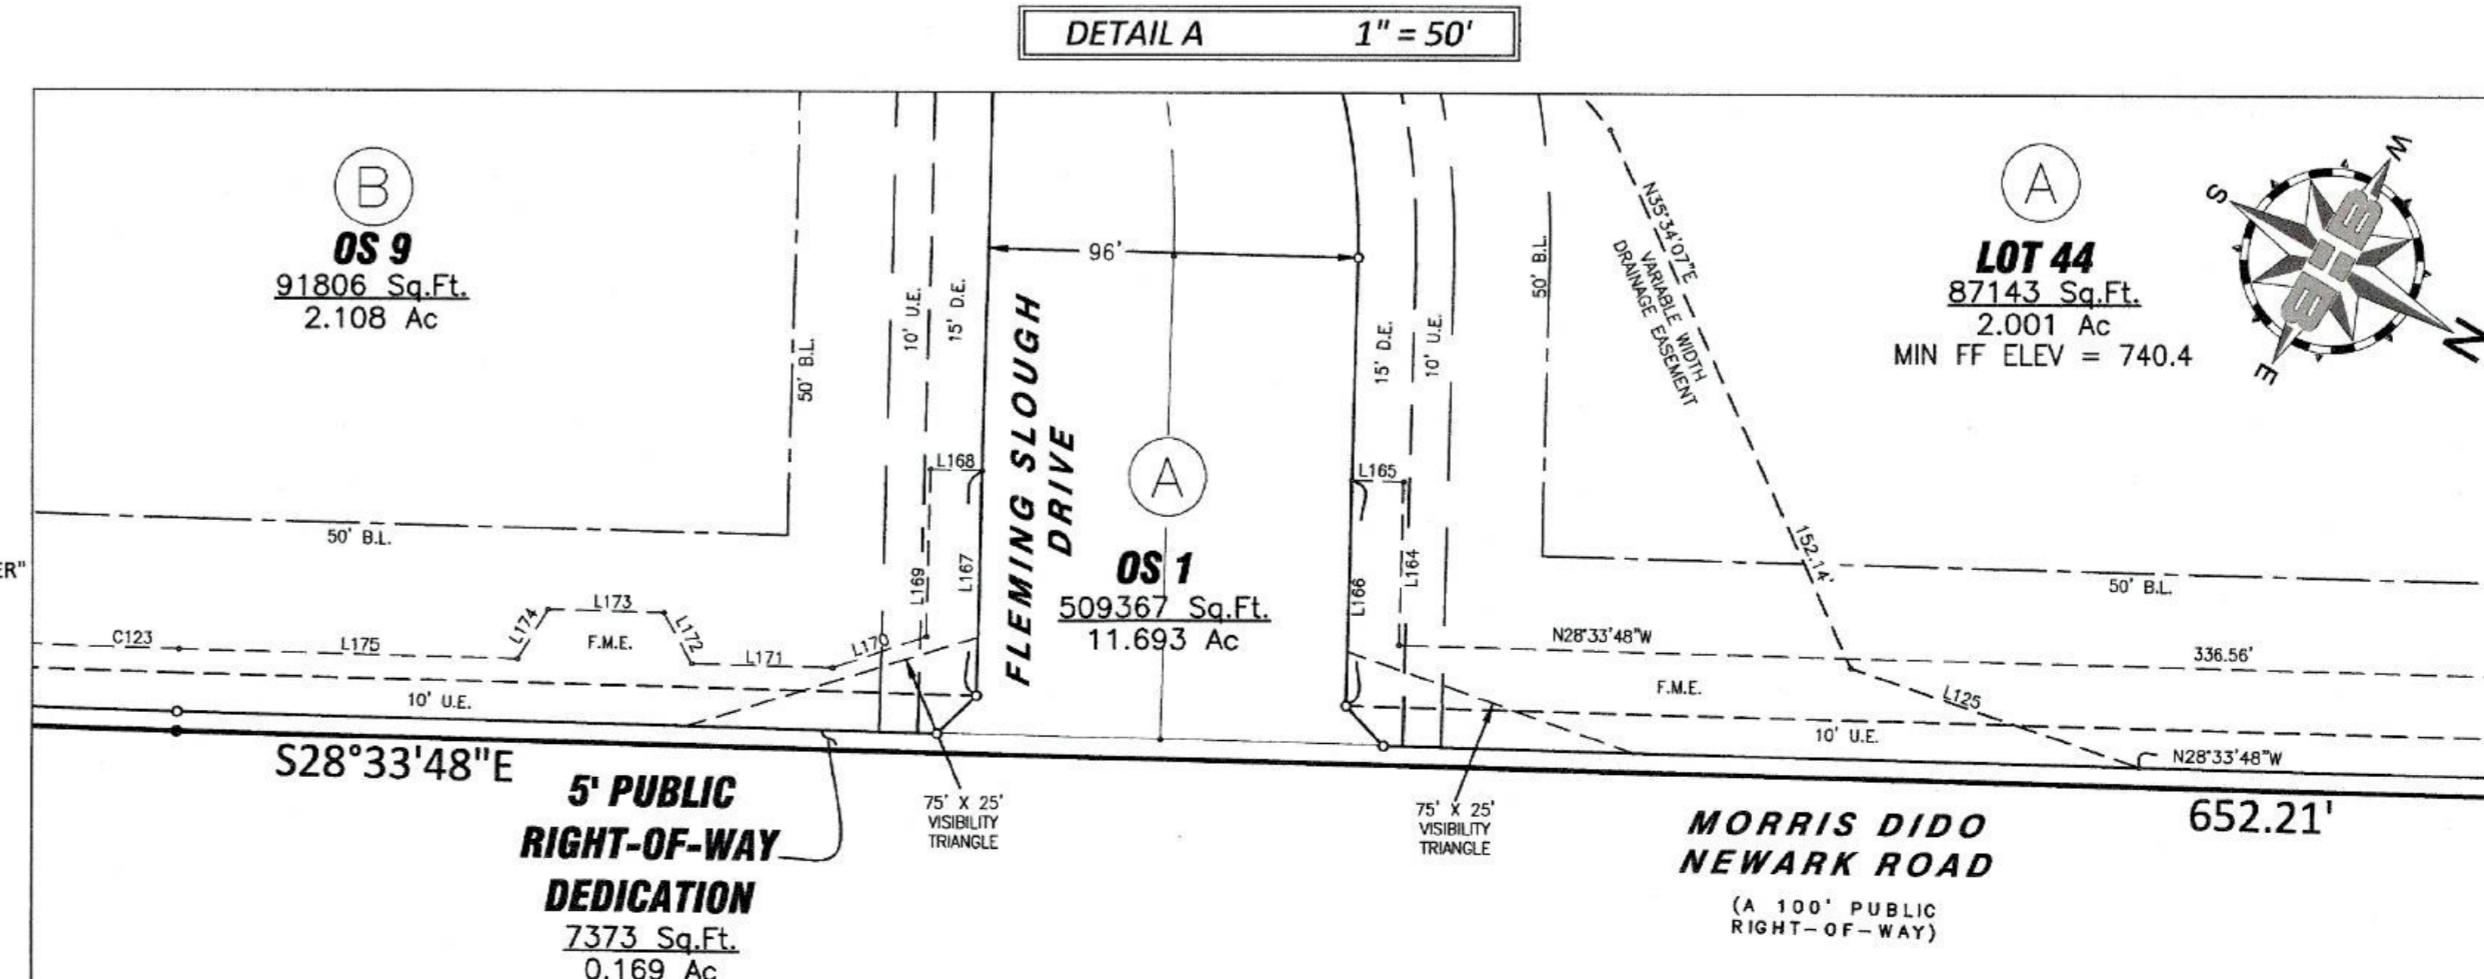 DETAIL A 1" = 50'
B
OS 9
91806 Sq.Ft.
2.108 Ac
50' B.L.
10' U.E.
15' D.E.
96'
FLEMING SLOUGH
DRIVE
15' D.E.
10' U.E.
50' B.L.
N35°34'07"E
VARIABLE WIDTH
DRAINAGE EASEMENT
152.14'
A
LOT 44
87143 Sq.Ft.
2.001 Ac
MIN FF ELEV = 740.4
W
S
N
E
L168
L165
A
OS 1
509367 Sq.Ft.
11.693 Ac
50' B.L.
50' B.L.
ER"
L169
L167
L166
L164
C123
L175
L174
L173
L172
F.M.E.
L171
L170
N28°33'48"W
336.56'
F.M.E.
L125
10' U.E.
10' U.E.
N28°33'48"W
S28°33'48"E
652.21'
5' PUBLIC
RIGHT-OF-WAY
DEDICATION
7373 Sq.Ft.
0.169 Ac
75' X 25'
VISIBILITY
TRIANGLE
75' X 25'
VISIBILITY
TRIANGLE
MORRIS DIDO
NEWARK ROAD
(A 100' PUBLIC
RIGHT-OF-WAY)